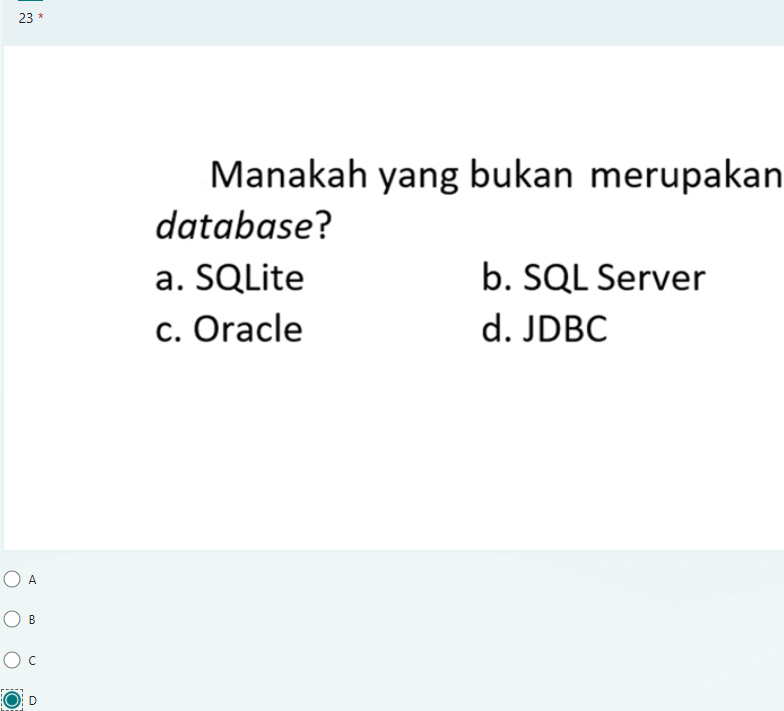 23 *
Manakah yang bukan merupakan
database?
a. SQLite b. SQL Server
c. Oracle d. JDBC
A
B
C
D